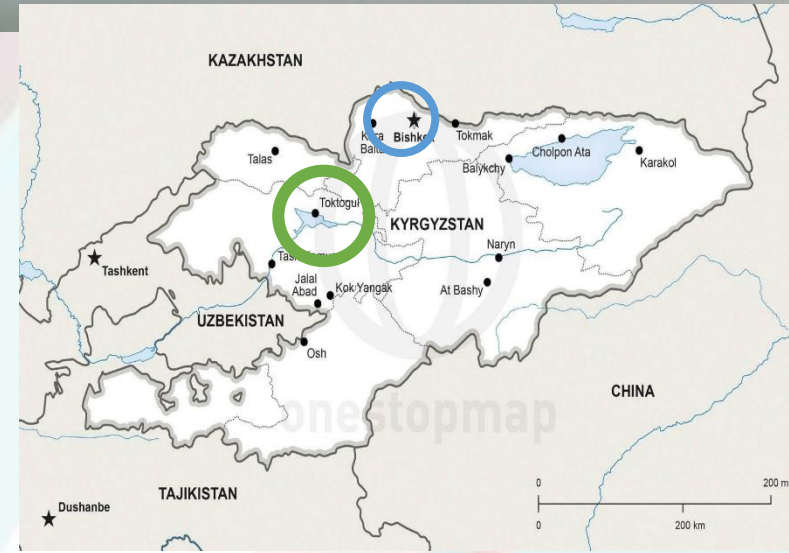 KAZAKHSTAN
Bishkek
Tokmak
Talas
Cholpon Ata
Balykchy
Karakol
Toktogul
KYRGYZSTAN
Tashkent
Naryn
Jalal
Abad
Kok Yangak
At Bashy
UZBEKISTAN
Osh
CHINA
onestopmap
TAJIKISTAN
Dushanbe
0
200 m
0
200 km